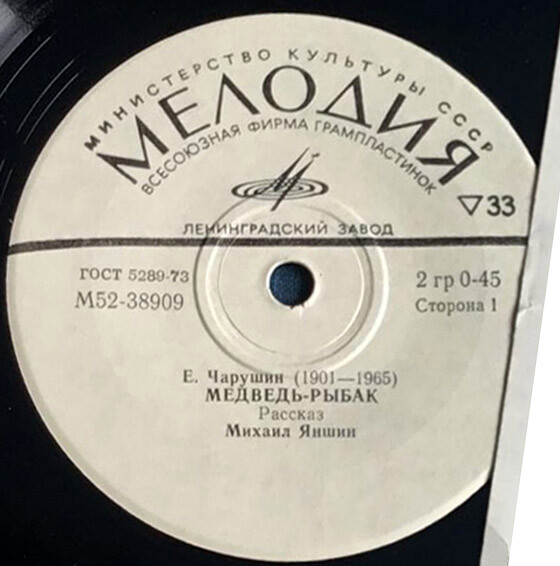 МИНИСТЕРСТВО КУЛЬТУРЫ СССР
МЕЛОДИЯ
ВСЕСОЮЗНАЯ ФИРМА ГРАМПЛАСТИНОК
33
ЛЕНИНГРАДСКИЙ ЗАВОД
ГОСТ 5289-73
2 гр 0-45
М52-38909
Сторона 1
Е. Чарушин (1901—1965)
МЕДВЕДЬ-РЫБАК
Рассказ
Михаил Яншин